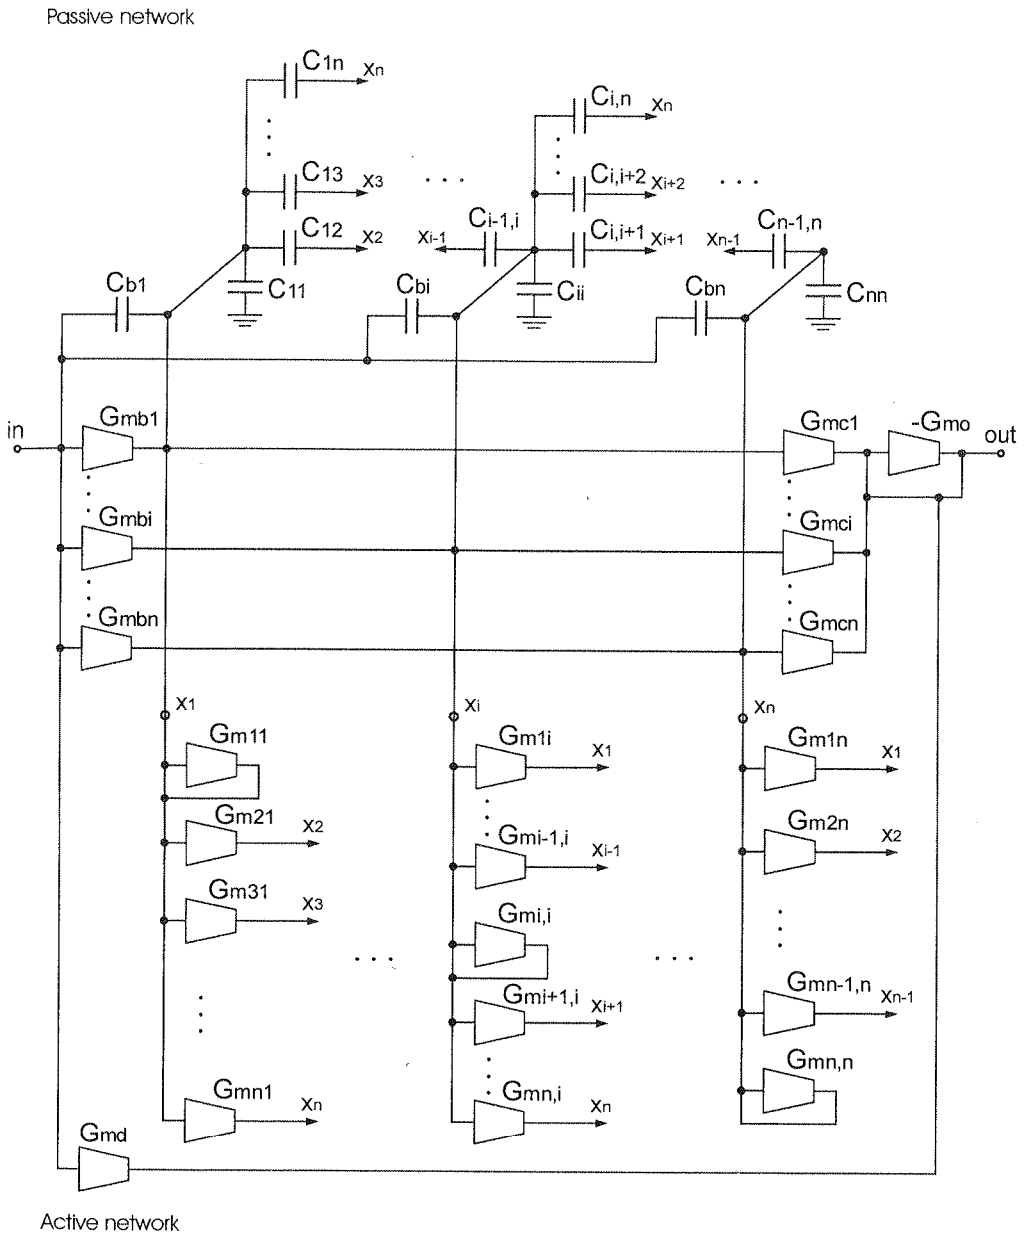 Passive network
C1n Xn
Ci,n Xn
C13 X3
Ci,i+2 Xi+2
C12 X2
Xi-1 Ci-1,i
Ci,i+1 Xi+1
Xn-1 Cn-1,n
Cb1 C11
Cbi Cii
Cbn Cnn
in Gmb1 Gmc1 -Gmo out
Gmbi Gmci
Gmbn Gmcn
X1 Xi Xn
Gm11 Gm1i X1 Gm1n X1
Gm21 X2 Gmi-1,i Xi-1 Gm2n X2
Gm31 X3 Gmi,i
Gmi+1,i Xi+1 Gmn-1,n Xn-1
Gmn,n
Gmn1 Xn Gmn,i Xn
Gmd
Active network